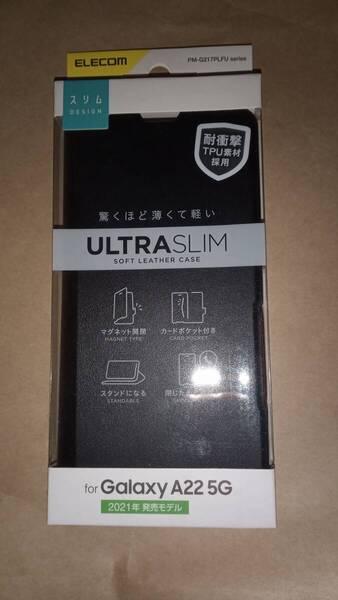 ELECOM
PM-G217PLFU series
スリム
DESIGN
耐衝撃
TPU素材
採用
驚くほど薄くて軽い
ULTRASLIM
SOFT LEATHER CASE
マグネット開閉
MAGNET TYPE
カードポケット付き
CARD POCKET
スタンドになる
STANDABLE
閉じた
for Galaxy A22 5G
2021年 発売モデル